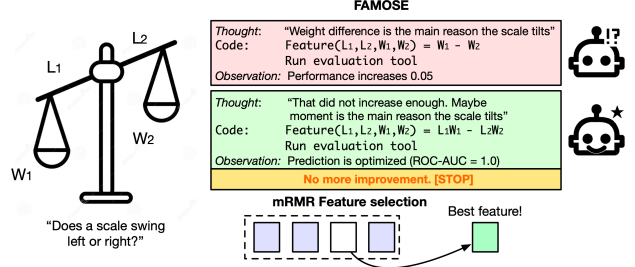 FAMOSE
L1
L2
W1
W2
"Does a scale swing
left or right?"
Thought: "Weight difference is the main reason the scale tilts"
Code: Feature(L1,L2,W1,W2) = W1 - W2
Run evaluation tool
Observation: Performance increases 0.05
!?
Thought: "That did not increase enough. Maybe
moment is the main reason the scale tilts"
Code: Feature(L1,L2,W1,W2) = L1W1 - L2W2
Run evaluation tool
Observation: Prediction is optimized (ROC-AUC = 1.0)
No more improvement. [STOP]
mRMR Feature selection
Best feature!